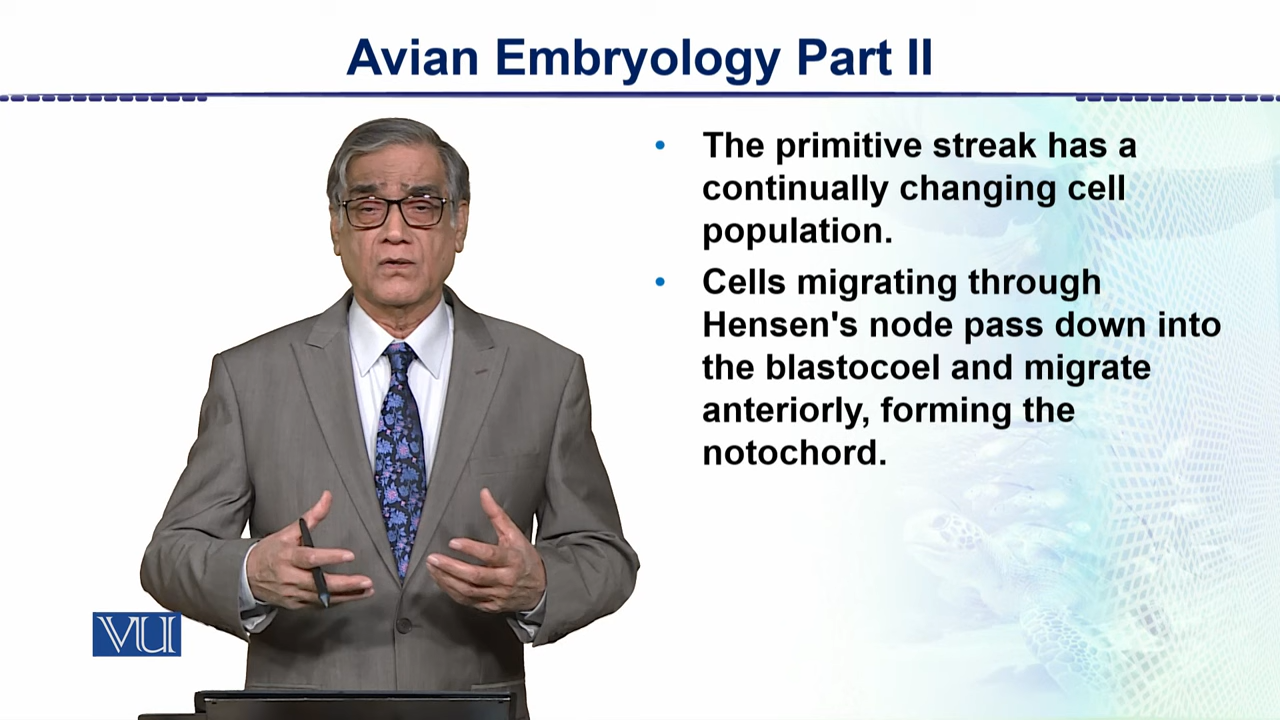 Avian Embryology Part II
• The primitive streak has a
continually changing cell
population.
• Cells migrating through
Hensen's node pass down into
the blastocoel and migrate
anteriorly, forming the
notochord.
VU